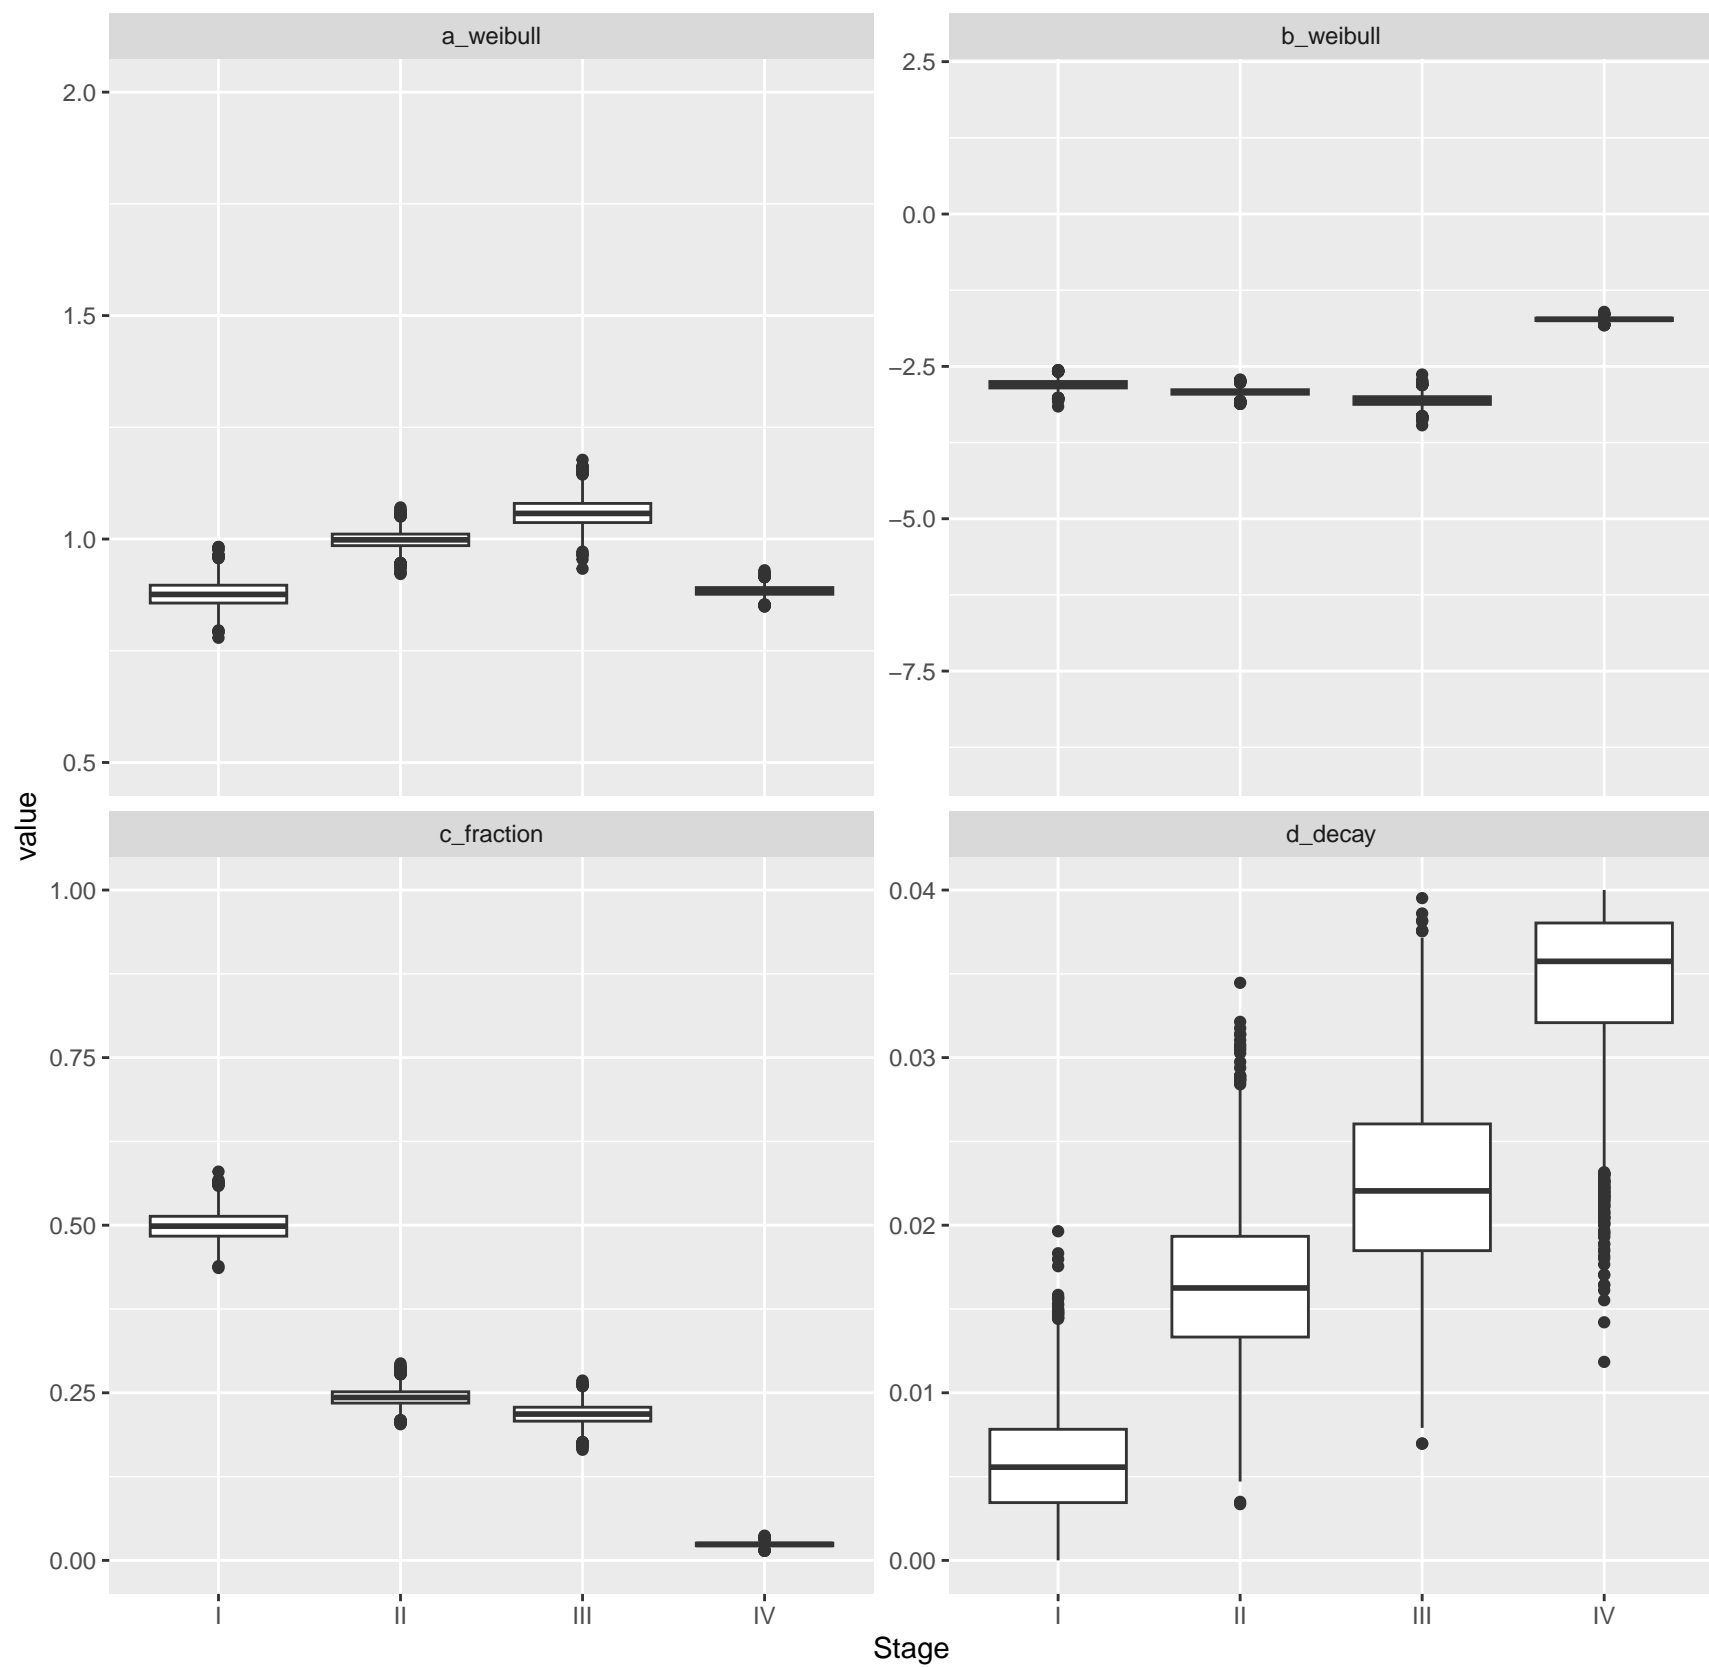 a_weibull
b_weibull
2.0
1.5
1.0
0.5
2.5
0.0
−2.5
−5.0
−7.5
c_fraction
d_decay
1.00
0.75
0.50
0.25
0.00
0.04
0.03
0.02
0.01
0.00
I II III IV
I II III IV
Stage
value